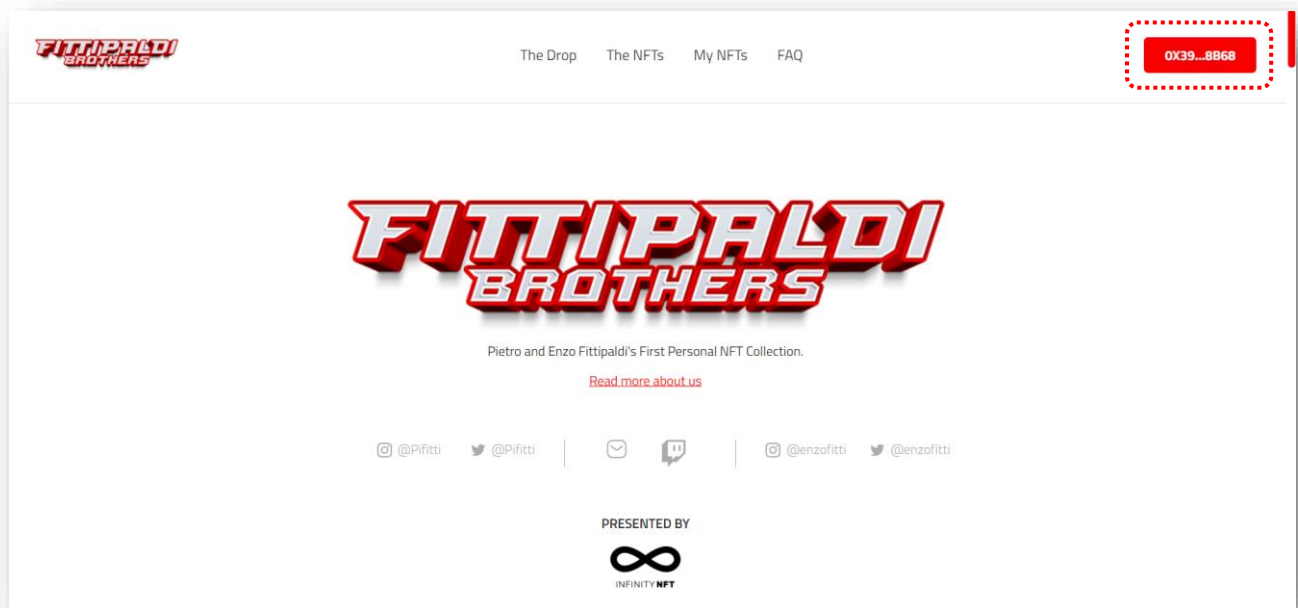 FITTIPALDI
BROTHERS
The Drop The NFTs My NFTs FAQ
0X39...8B68
FITTIPALDI
BROTHERS
Pietro and Enzo Fittipaldi's First Personal NFT Collection.
Read more about us
@Pifitti @Pifitti @enzofitti @enzofitti
PRESENTED BY
INFINITY NFT